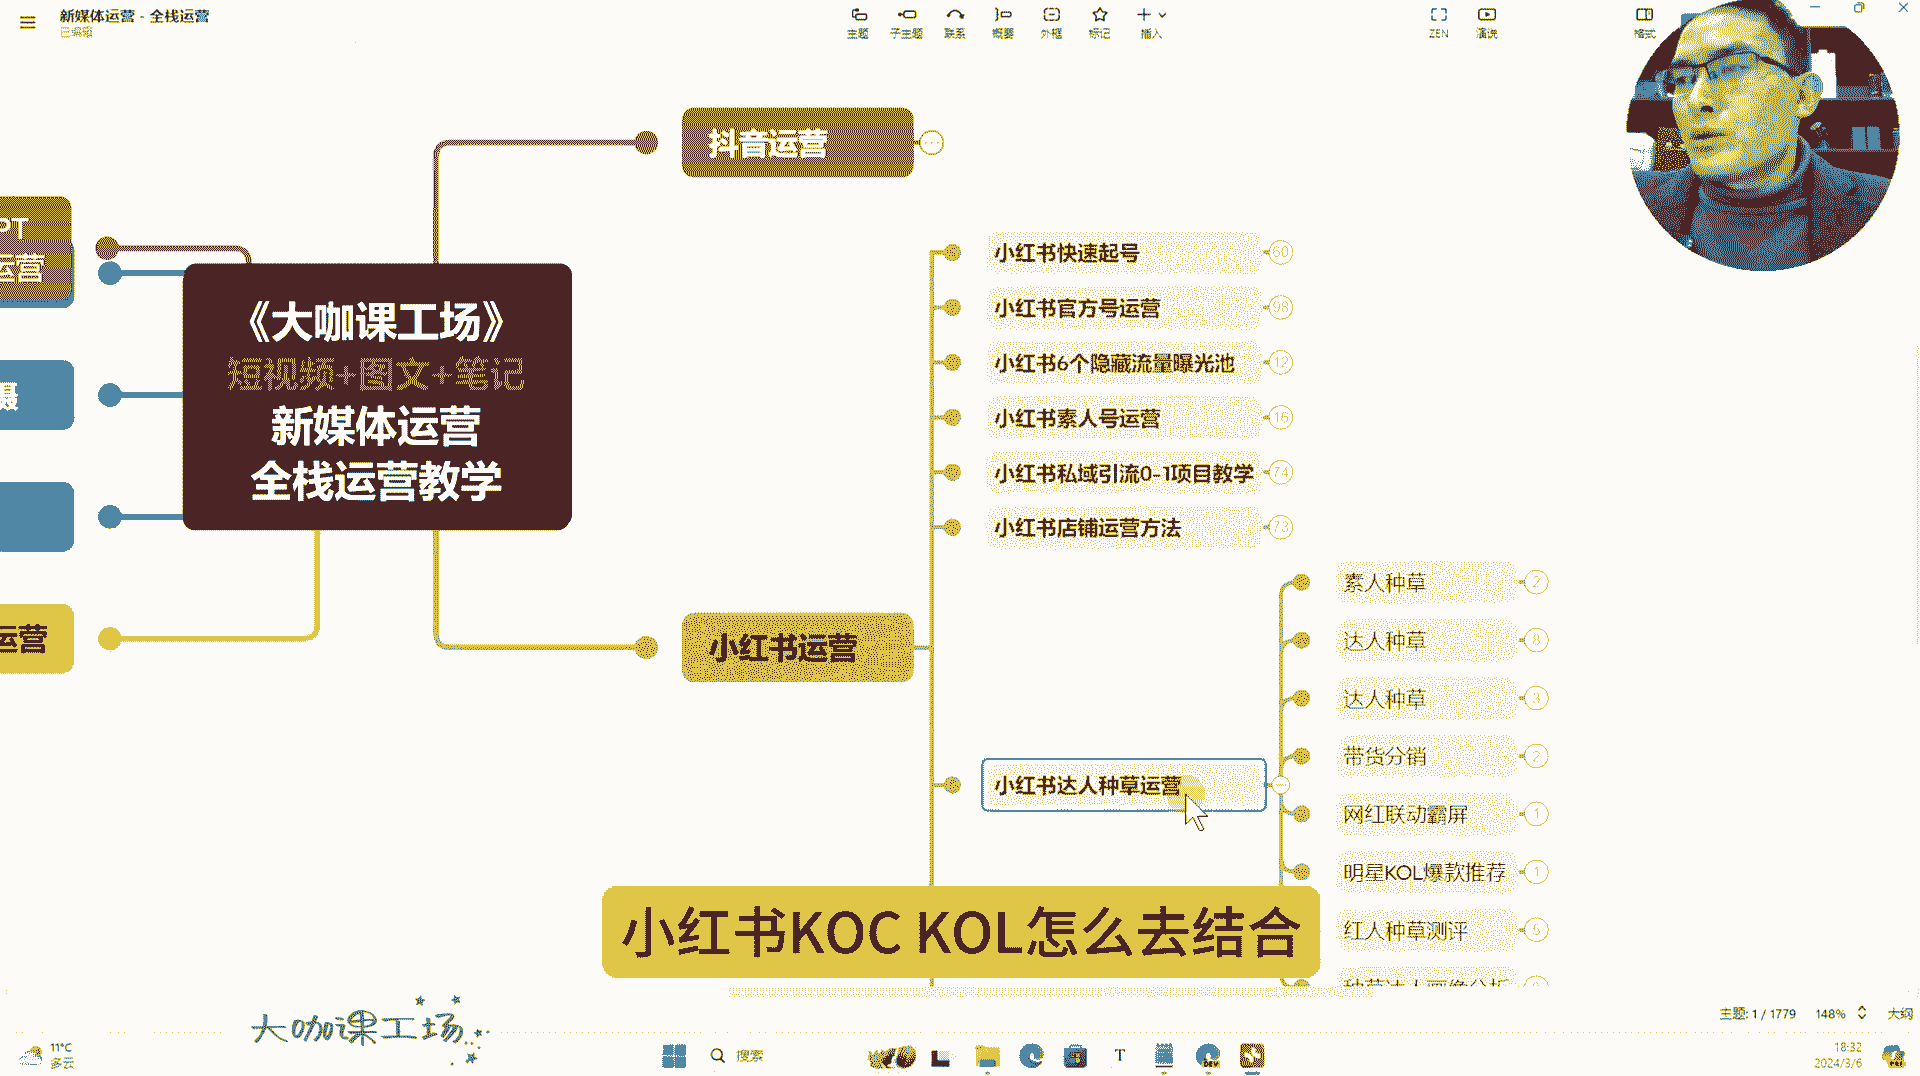 新媒体运营 - 全栈运营
已编辑
主题
子主题
联系
概要
外框
标记
插入
ZEN
演说
格式
抖音运营
PT
运营
摄
运营
《大咖课工场》
短视频+图文+笔记
新媒体运营
全栈运营教学
小红书运营
小红书快速起号 60
小红书官方号运营 98
小红书6个隐藏流量曝光池 12
小红书素人号运营 16
小红书私域引流0-1项目教学 74
小红书店铺运营方法 73
小红书达人种草运营
素人种草 2
达人种草 8
达人种草 3
带货分销 2
网红联动霸屏 1
明星KOL爆款推荐 1
红人种草测评 5
小红书KOC KOL怎么去结合
大咖课工场
主题: 1 / 1779
148%
大纲
11°C
多云
搜索
18:32
2024/3/6